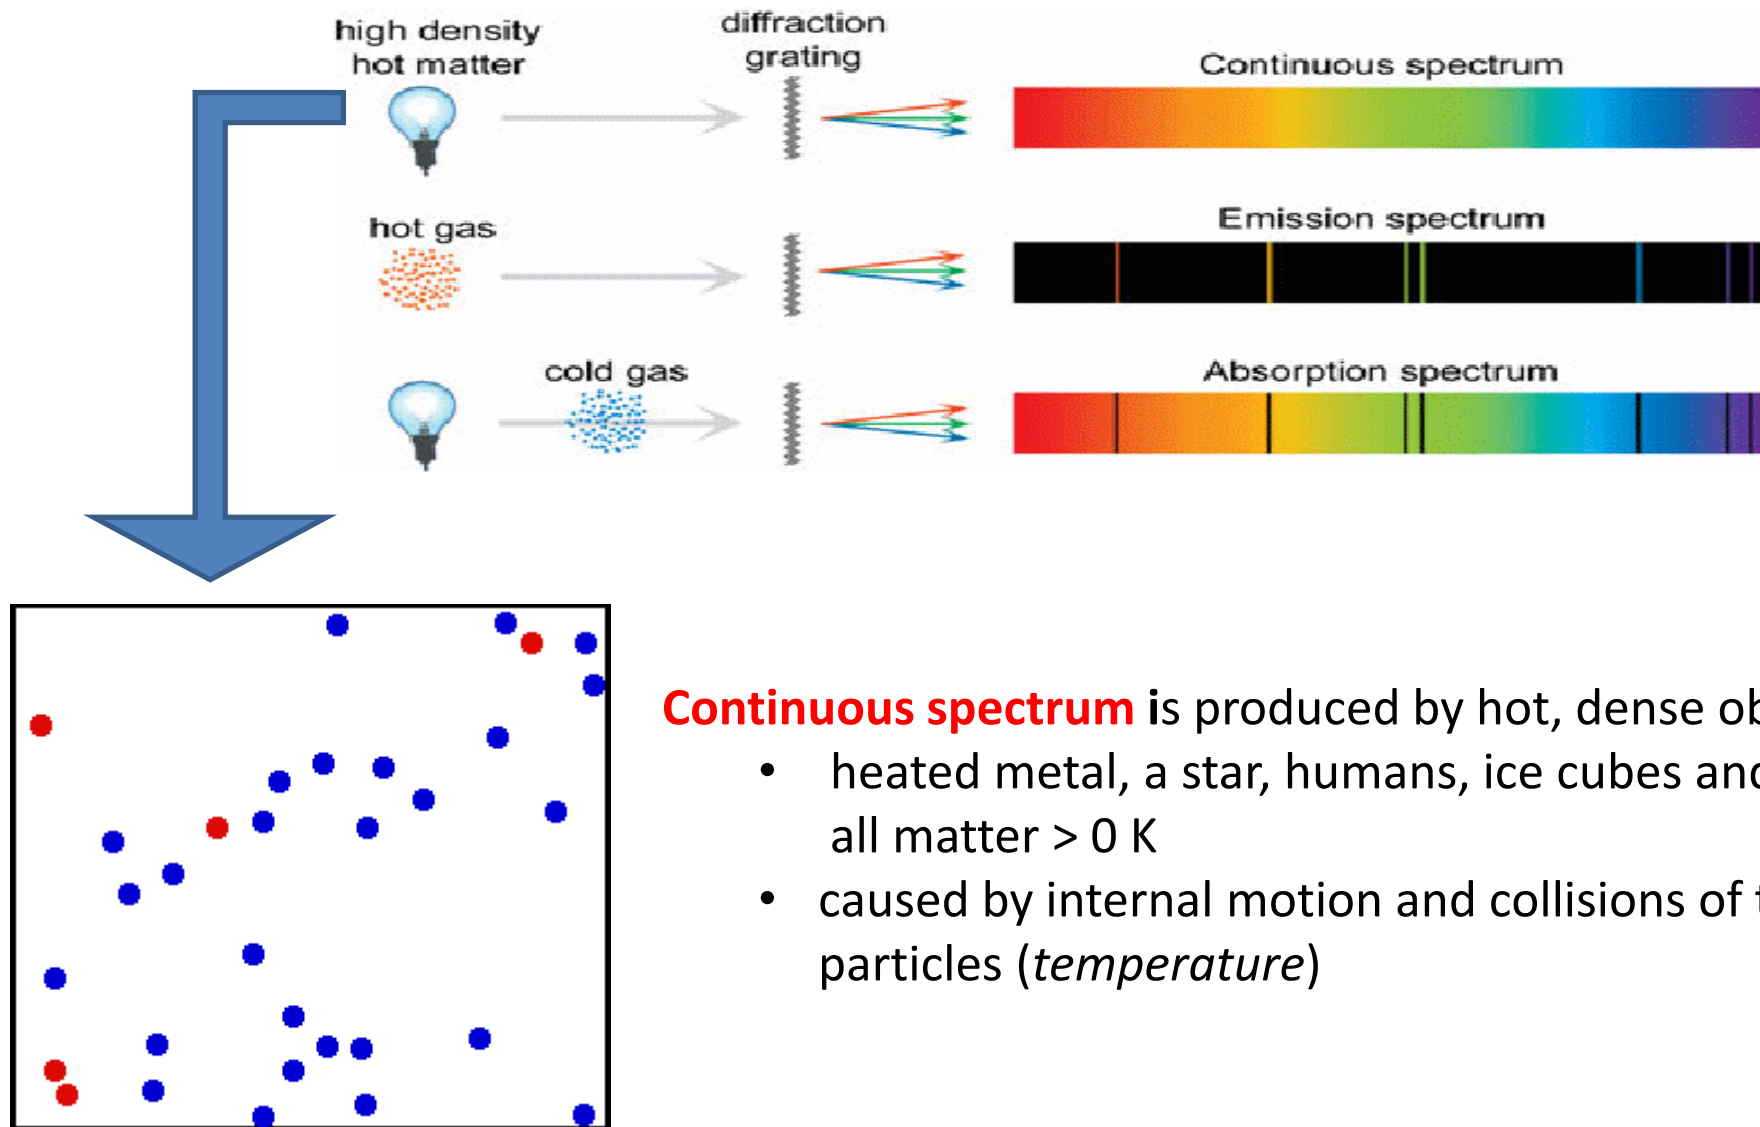 high density
hot matter
diffraction
grating
Continuous spectrum
hot gas
Emission spectrum
cold gas
Absorption spectrum
Continuous spectrum is produced by hot, dense
• heated metal, a star, humans, ice cubes
all matter > 0 K
• caused by internal motion and collisions of
particles (temperature)